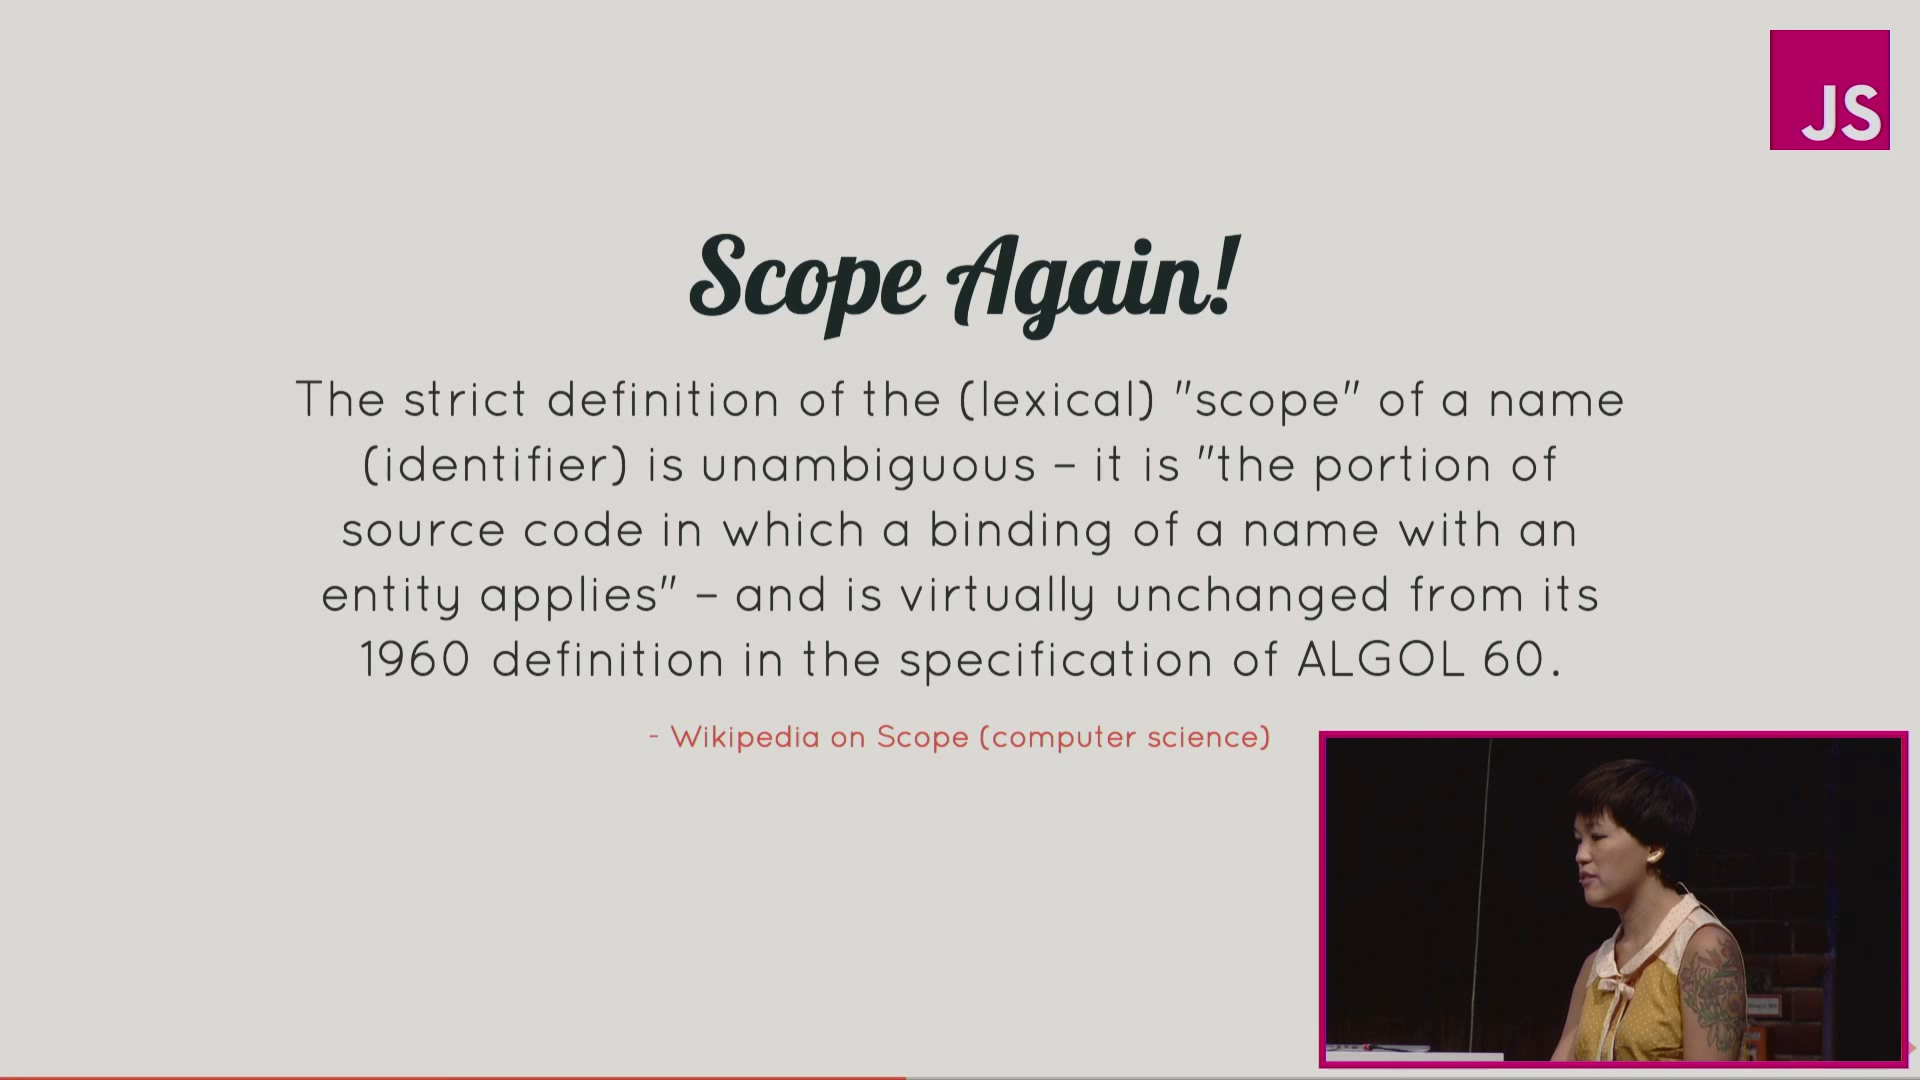 JS
Scope Again!
The strict definition of the (lexical) "scope" of a name
(identifier) is unambiguous – it is "the portion of
source code in which a binding of a name with an
entity applies" – and is virtually unchanged from its
1960 definition in the specification of ALGOL 60.
- Wikipedia on Scope (computer science)